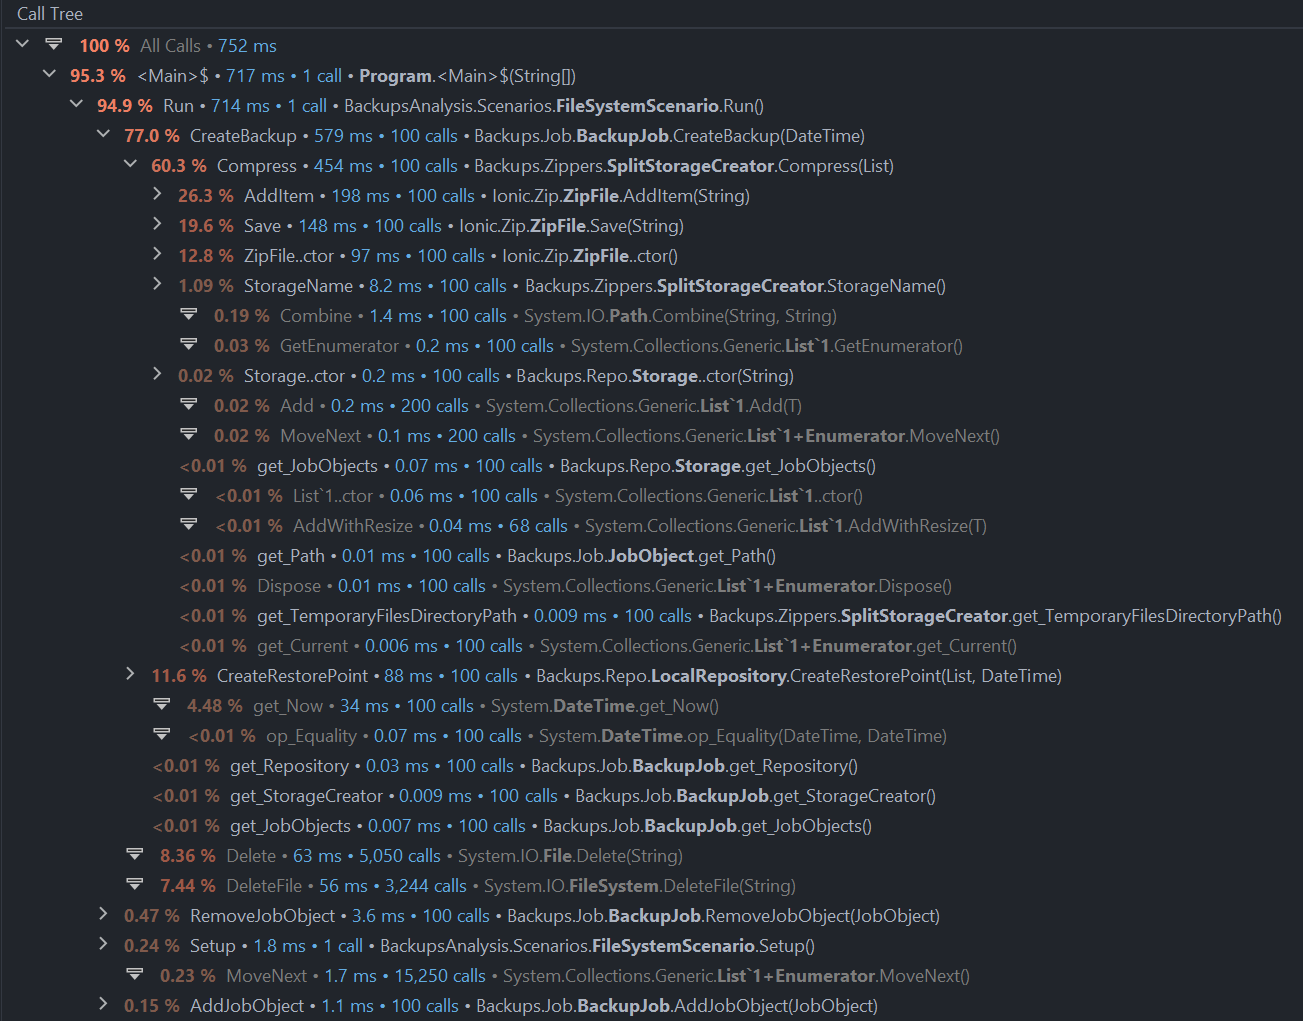 Call Tree
100 % All Calls • 752 ms
95.3 % <Main>$ • 717 ms • 1 call • Program.<Main>$(String[])
94.9 % Run • 714 ms • 1 call • BackupsAnalysis.Scenarios.FileSystemScenario.Run()
77.0 % CreateBackup • 579 ms • 100 calls • Backups.Job.BackupJob.CreateBackup(DateTime)
60.3 % Compress • 454 ms • 100 calls • Backups.Zippers.SplitStorageCreator.Compress(List)
26.3 % AddItem • 198 ms • 100 calls • Ionic.Zip.ZipFile.AddItem(String)
19.6 % Save • 148 ms • 100 calls • Ionic.Zip.ZipFile.Save(String)
12.8 % ZipFile..ctor • 97 ms • 100 calls • Ionic.Zip.ZipFile..ctor()
1.09 % StorageName • 8.2 ms • 100 calls • Backups.Zippers.SplitStorageCreator.StorageName()
0.19 % Combine • 1.4 ms • 100 calls • System.IO.Path.Combine(String, String)
0.03 % GetEnumerator • 0.2 ms • 100 calls • System.Collections.Generic.List`1.GetEnumerator()
0.02 % Storage..ctor • 0.2 ms • 100 calls • Backups.Repo.Storage..ctor(String)
0.02 % Add • 0.2 ms • 200 calls • System.Collections.Generic.List`1.Add(T)
0.02 % MoveNext • 0.1 ms • 200 calls • System.Collections.Generic.List`1+Enumerator.MoveNext()
<0.01 % get_JobObjects • 0.07 ms • 100 calls • Backups.Repo.Storage.get_JobObjects()
<0.01 % List`1..ctor • 0.06 ms • 100 calls • System.Collections.Generic.List`1..ctor()
<0.01 % AddWithResize • 0.04 ms • 68 calls • System.Collections.Generic.List`1.AddWithResize(T)
<0.01 % get_Path • 0.01 ms • 100 calls • Backups.Job.JobObject.get_Path()
<0.01 % Dispose • 0.01 ms • 100 calls • System.Collections.Generic.List`1+Enumerator.Dispose()
<0.01 % get_TemporaryFilesDirectoryPath • 0.009 ms • 100 calls • Backups.Zippers.SplitStorageCreator.get_TemporaryFilesDirectoryPath()
<0.01 % get_Current • 0.006 ms • 100 calls • System.Collections.Generic.List`1+Enumerator.get_Current()
11.6 % CreateRestorePoint • 88 ms • 100 calls • Backups.Repo.LocalRepository.CreateRestorePoint(List, DateTime)
4.48 % get_Now • 34 ms • 100 calls • System.DateTime.get_Now()
<0.01 % op_Equality • 0.07 ms • 100 calls • System.DateTime.op_Equality(DateTime, DateTime)
<0.01 % get_Repository • 0.03 ms • 100 calls • Backups.Job.BackupJob.get_Repository()
<0.01 % get_StorageCreator • 0.009 ms • 100 calls • Backups.Job.BackupJob.get_StorageCreator()
<0.01 % get_JobObjects • 0.007 ms • 100 calls • Backups.Job.BackupJob.get_JobObjects()
8.36 % Delete • 63 ms • 5,050 calls • System.IO.File.Delete(String)
7.44 % DeleteFile • 56 ms • 3,244 calls • System.IO.FileSystem.DeleteFile(String)
0.47 % RemoveJobObject • 3.6 ms • 100 calls • Backups.Job.BackupJob.RemoveJobObject(JobObject)
0.24 % Setup • 1.8 ms • 1 call • BackupsAnalysis.Scenarios.FileSystemScenario.Setup()
0.23 % MoveNext • 1.7 ms • 15,250 calls • System.Collections.Generic.List`1+Enumerator.MoveNext()
0.15 % AddJobObject • 1.1 ms • 100 calls • Backups.Job.BackupJob.AddJobObject(JobObject)